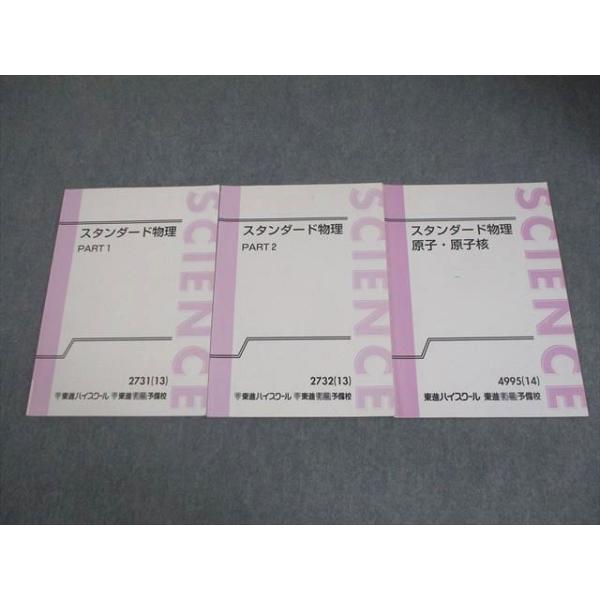 スタンダード物理
PART 1
SCIENCE
2731(13)
東進ハイスクール 東進衛星予備校
スタンダード物理
PART 2
SCIENCE
2732(13)
東進ハイスクール 東進衛星予備校
スタンダード物理
原子・原子核
SCIENCE
4995(14)
東進ハイスクール 東進衛星予備校